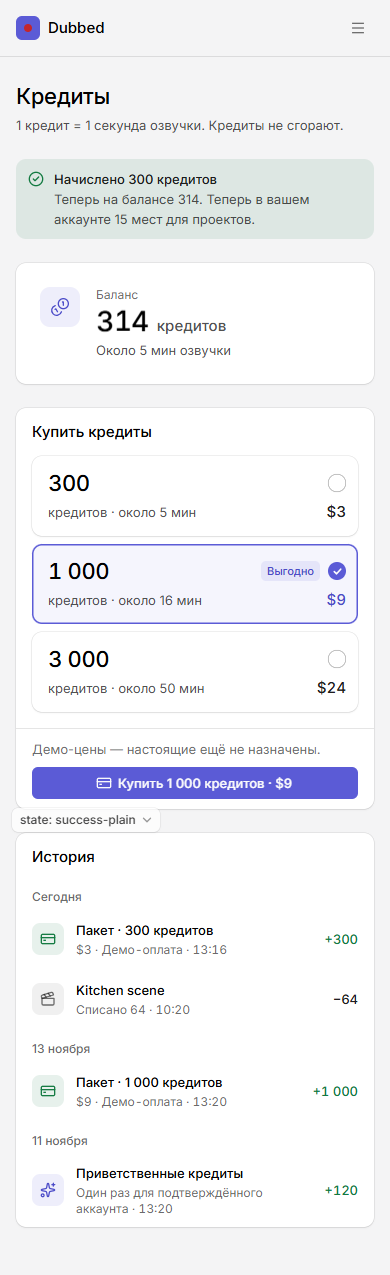 Dubbed
Кредиты
1 кредит = 1 секунда озвучки. Кредиты не сгорают.
Начислено 300 кредитов
Теперь на балансе 314. Теперь в вашем
аккаунте 15 мест для проектов.
Баланс
314 кредитов
Около 5 мин озвучки
Купить кредиты
300
кредитов · около 5 мин
$3
1 000
Выгодно
кредитов · около 16 мин
$9
3 000
кредитов · около 50 мин
$24
Демо-цены — настоящие ещё не назначены.
Купить 1 000 кредитов · $9
state: success-plain
История
Сегодня
Пакет · 300 кредитов
$3 · Демо-оплата · 13:16
+300
Kitchen scene
Списано 64 · 10:20
−64
13 ноября
Пакет · 1 000 кредитов
$9 · Демо-оплата · 13:20
+1 000
11 ноября
Приветственные кредиты
Один раз для подтверждённого
аккаунта · 13:20
+120